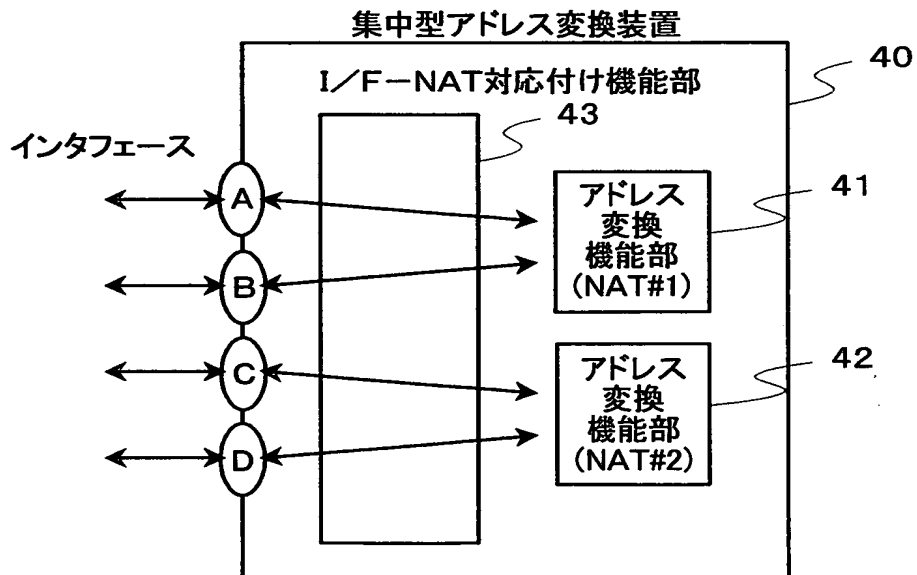 集中型アドレス変換装置
40
I／F－NAT対応付け機能部
43
インタフェース
A
B
C
D
アドレス
変換
機能部
(NAT#1)
41
アドレス
変換
機能部
(NAT#2)
42